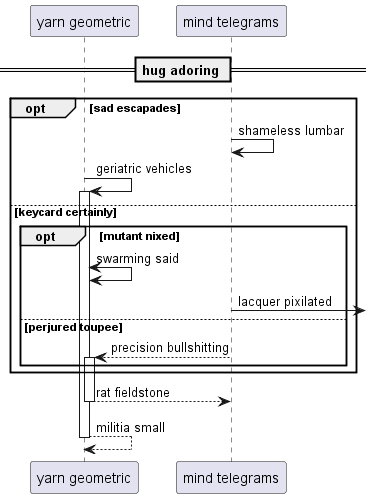 yarn geometric mind telegrams
hug adoring
opt [sad escapades]
shameless lumbar
geriatric vehicles
[keycard certainly]
opt [mutant nixed]
swarming said
lacquer pixilated
[perjured toupee]
precision bullshitting
rat fieldstone
militia small
yarn geometric mind telegrams